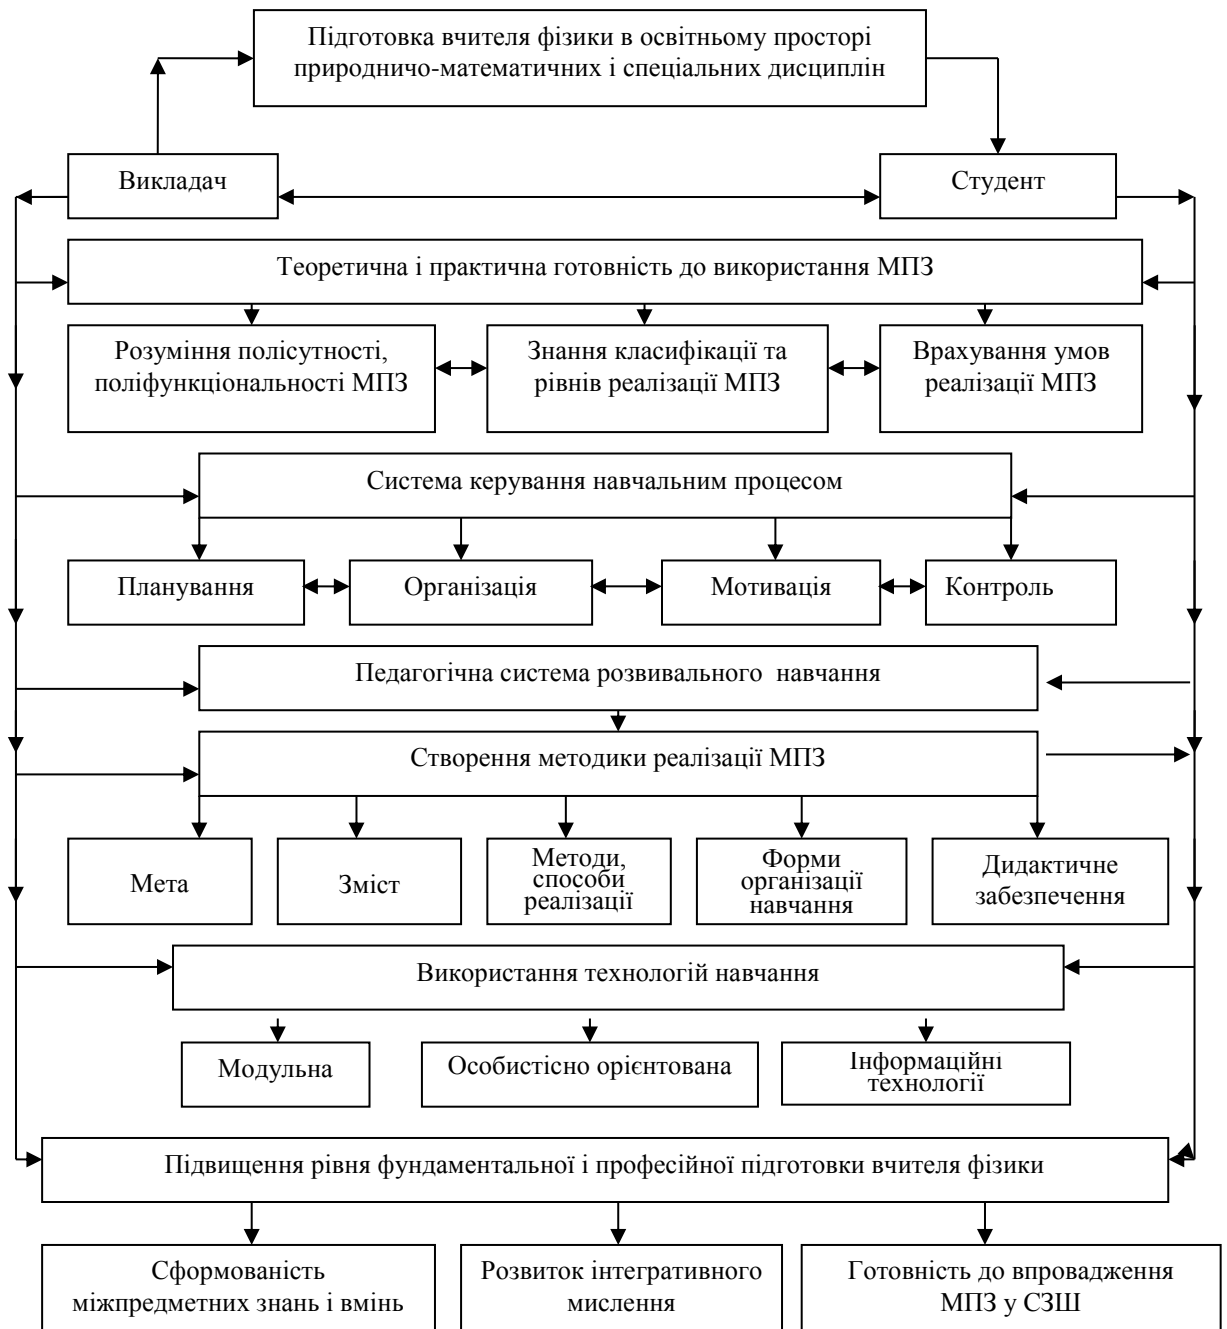 Підготовка вчителя фізики в освітньому просторі
природничо-математичних і спеціальних дисциплін
Викладач
Студент
Теоретична і практична готовність до використання МПЗ
Розуміння полісутності,
поліфункціональності МПЗ
Знання класифікації та
рівнів реалізації МПЗ
Врахування умов
реалізації МПЗ
Система керування навчальним процесом
Планування
Організація
Мотивація
Контроль
Педагогічна система розвивального навчання
Створення методики реалізації МПЗ
Мета
Зміст
Методи,
способи
реалізації
Форми
організації
навчання
Дидактичне
забезпечення
Використання технологій навчання
Модульна
Особистісно орієнтована
Інформаційні
технології
Підвищення рівня фундаментальної і професійної підготовки вчителя фізики
Сформованість
міжпредметних знань і вмінь
Розвиток інтегративного
мислення
Готовність до впровадження
МПЗ у СЗШ